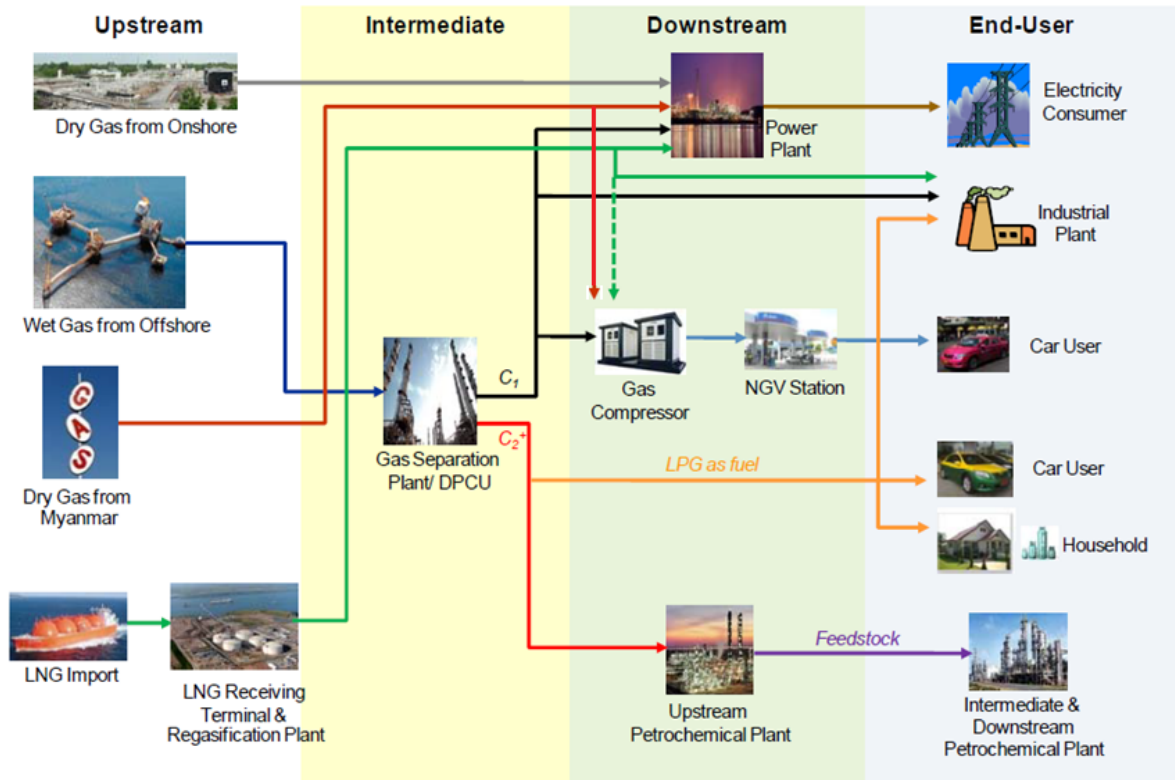 Upstream
Intermediate
Downstream
End-User
Dry Gas from Onshore
Power
Plant
Electricity
Consumer
Wet Gas from Offshore
Industrial
Plant
GAS
Dry Gas from
Myanmar
C₁
C₂⁺
Gas Separation
Plant/ DPCU
Gas
Compressor
NGV Station
Car User
LPG as fuel
Car User
Household
LNG Import
LNG Receiving
Terminal &
Regasification Plant
Upstream
Petrochemical Plant
Feedstock
Intermediate &
Downstream
Petrochemical Plant